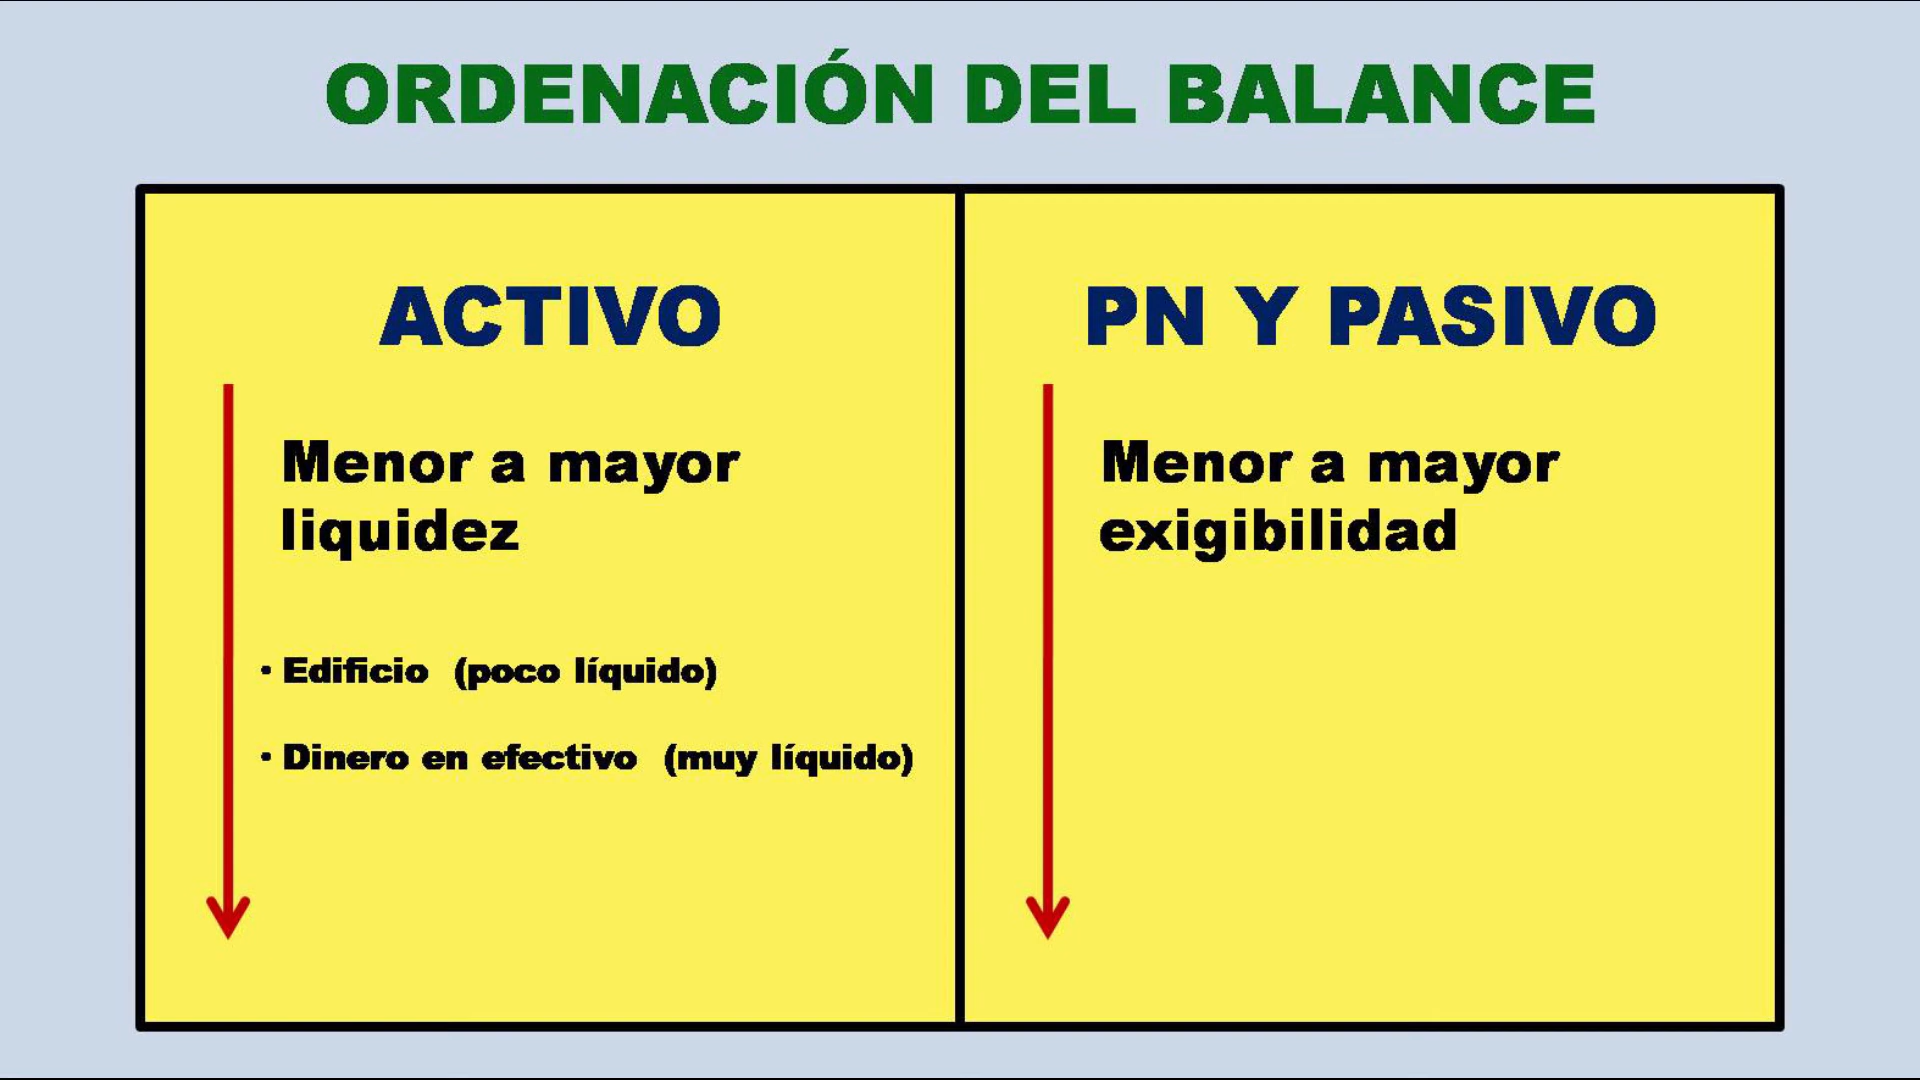 ORDENACIÓN DEL BALANCE
ACTIVO
Menor a mayor
liquidez
· Edificio (poco líquido)
· Dinero en efectivo (muy líquido)
PN Y PASIVO
Menor a mayor
exigibilidad